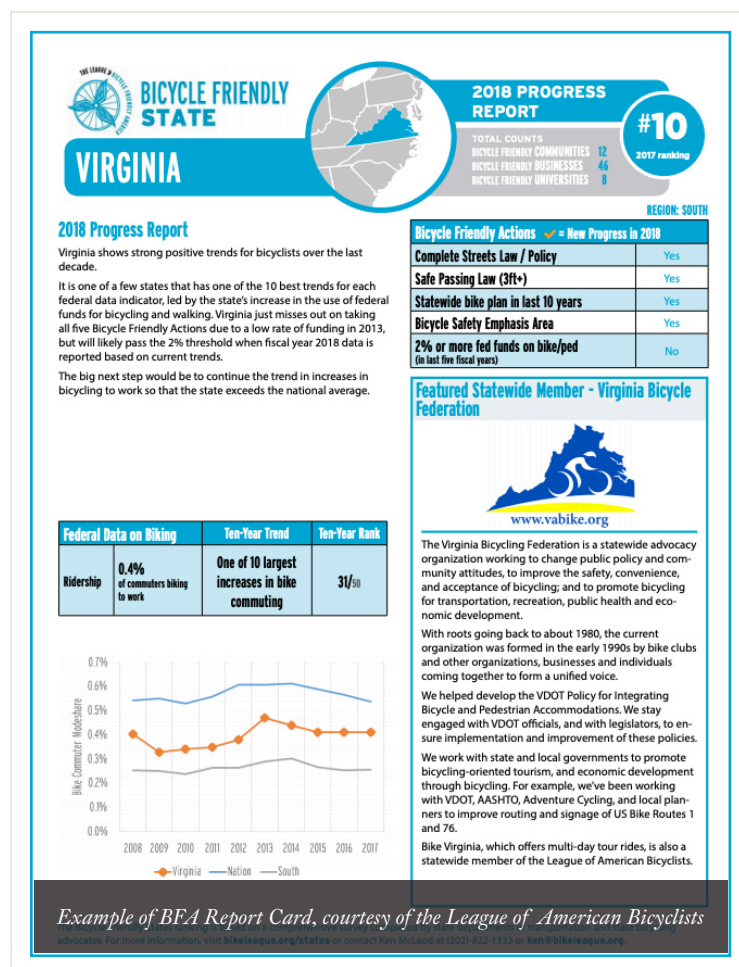 THE LEAGUE of BICYCLE FRIENDLY AMERICA
BICYCLE FRIENDLY
STATE
VIRGINIA
2018 PROGRESS
REPORT
TOTAL COUNTS
BICYCLE FRIENDLY COMMUNITIES 12
BICYCLE FRIENDLY BUSINESSES 46
BICYCLE FRIENDLY UNIVERSITIES 8
#10
2017 ranking
REGION: SOUTH
2018 Progress Report
Virginia shows strong positive trends for bicyclists over the last
decade.
It is one of a few states that has one of the 10 best trends for each
federal data indicator, led by the state's increase in the use of federal
funds for bicycling and walking. Virginia just misses out on taking
all five Bicycle Friendly Actions due to a low rate of funding in 2013,
but will likely pass the 2% threshold when fiscal year 2018 data is
reported based on current trends.
The big next step would be to continue the trend in increases in
bicycling to work so that the state exceeds the national average.
Federal Data on Biking Ten-Year Trend Ten-Year Rank
Ridership
0.4%
of commuters biking
to work
One of 10 largest
increases in bike
commuting
31/50
Bike Commuter Modeshare
0.7%
0.6%
0.5%
0.4%
0.3%
0.2%
0.1%
0.0%
2008 2009 2010 2011 2012 2013 2014 2015 2016 2017
Virginia Nation South
Bicycle Friendly Actions ✓ = New Progress in 2018
Complete Streets Law / Policy Yes
Safe Passing Law (3ft+) Yes
Statewide bike plan in last 10 years Yes
Bicycle Safety Emphasis Area Yes
2% or more fed funds on bike/ped No
(in last five fiscal years)
Featured Statewide Member - Virginia Bicycle
Federation
www.vabike.org
The Virginia Bicycling Federation is a statewide advocacy
organization working to change public policy and com-
munity attitudes, to improve the safety, convenience,
and acceptance of bicycling; and to promote bicycling
for transportation, recreation, public health and eco-
nomic development.
With roots going back to about 1980, the current
organization was formed in the early 1990s by bike clubs
and other organizations, businesses and individuals
coming together to form a unified voice.
We helped develop the VDOT Policy for Integrating
Bicycle and Pedestrian Accommodations. We stay
engaged with VDOT officials, and with legislators, to en-
sure implementation and improvement of these policies.
We work with state and local governments to promote
bicycling-oriented tourism, and economic development
through bicycling. For example, we've been working
with VDOT, AASHTO, Adventure Cycling, and local plan-
ners to improve routing and signage of US Bike Routes 1
and 76.
Bike Virginia, which offers multi-day tour rides, is also a
statewide member of the League of American Bicyclists.
Example of BFA Report Card, courtesy of the League of American Bicyclists
The Bicycle Friendly States ranking is based on a comprehensive survey completed by state departments of transportation and state bicycling
advocates. For more information, visit bikeleague.org/states or contact Ken McLeod at (202)-822-1333 or ken@bikeleague.org.